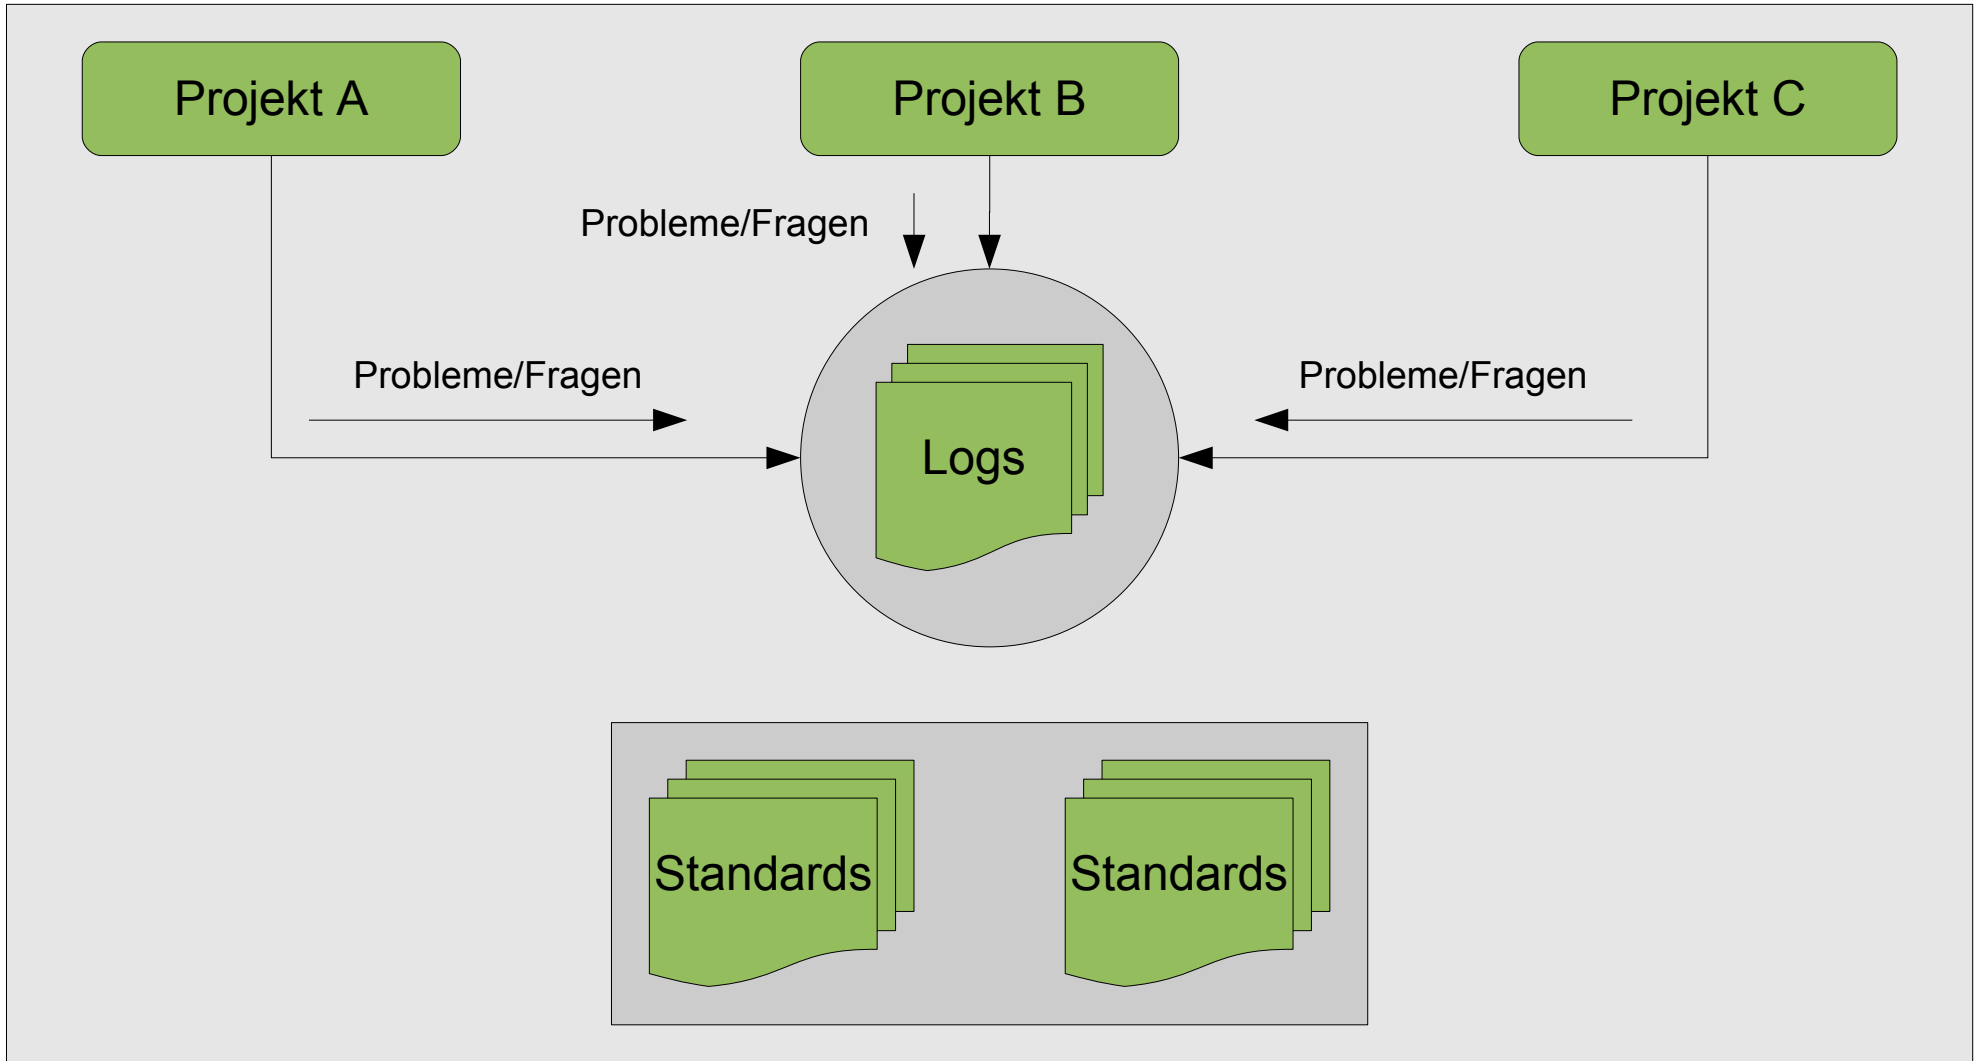 Projekt A
Projekt B
Projekt C
Probleme/Fragen
Probleme/Fragen
Probleme/Fragen
Logs
Standards
Standards